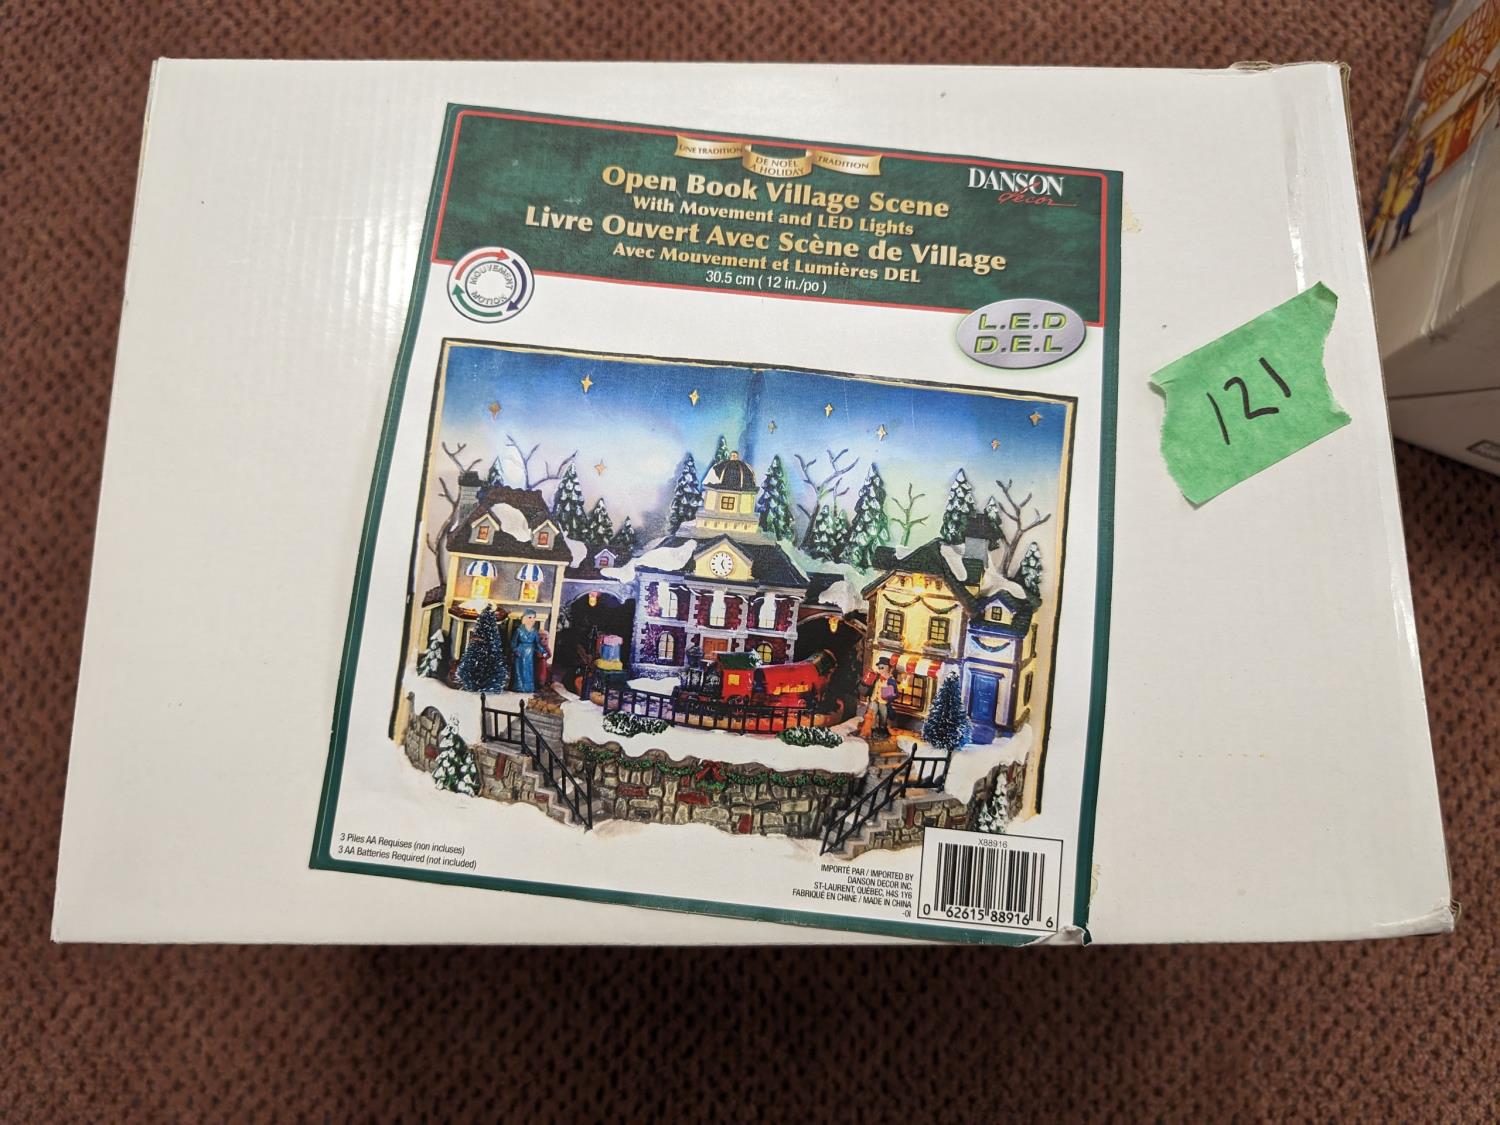 UNE TRADITION
DE NOËL
A HOLIDAY
TRADITION
DANSON
décor
Open Book Village Scene
With Movement and LED Lights
Livre Ouvert Avec Scène de Village
Avec Mouvement et Lumières DEL
30.5 cm ( 12 in./po )
MOUVEMENT
MOTION
L.E.D
D.E.L
121
3 Piles AA Requises (non incluses)
3 AA Batteries Required (not included)
IMPORTÉ PAR / IMPORTED BY
DANSON DECOR INC.
ST-LAURENT, QUÉBEC, H4S 1Y6
FABRIQUÉ EN CHINE / MADE IN CHINA
-OI
X88916
0 62615 88916 6